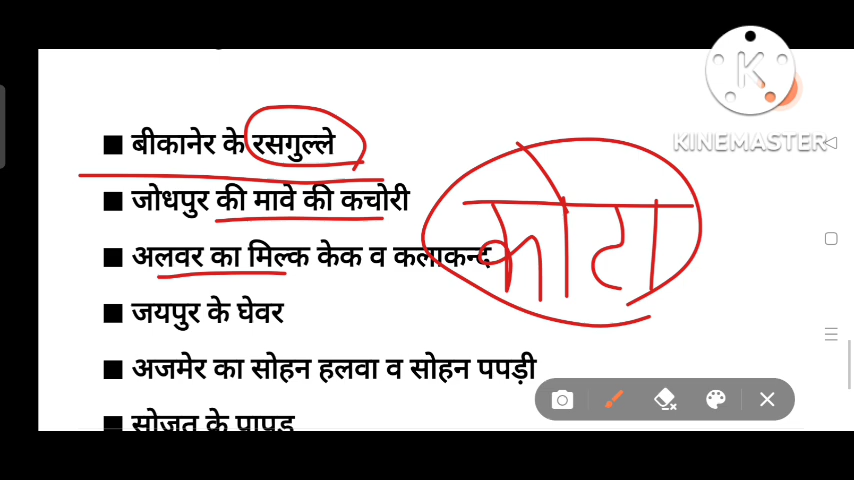 KINEMASTER
■ बीकानेर के रसगुल्ले
■ जोधपुर की मावे की कचोरी
■ अलवर का मिल्क केक व कलाकन्द
कोटा
■ जयपुर के घेवर
■ अजमेर का सोहन हलवा व सोहन पपड़ी
■ सोजत के पापड़